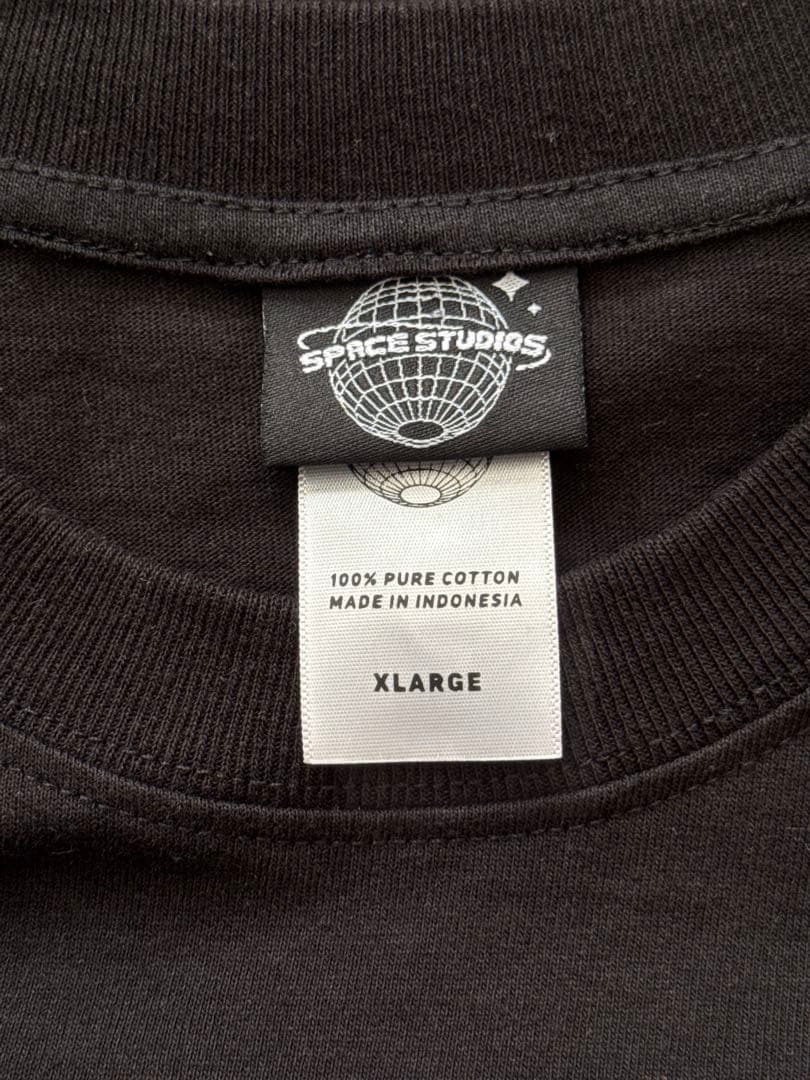 SPACE STUDIOS
100% PURE COTTON
MADE IN INDONESIA
XLARGE